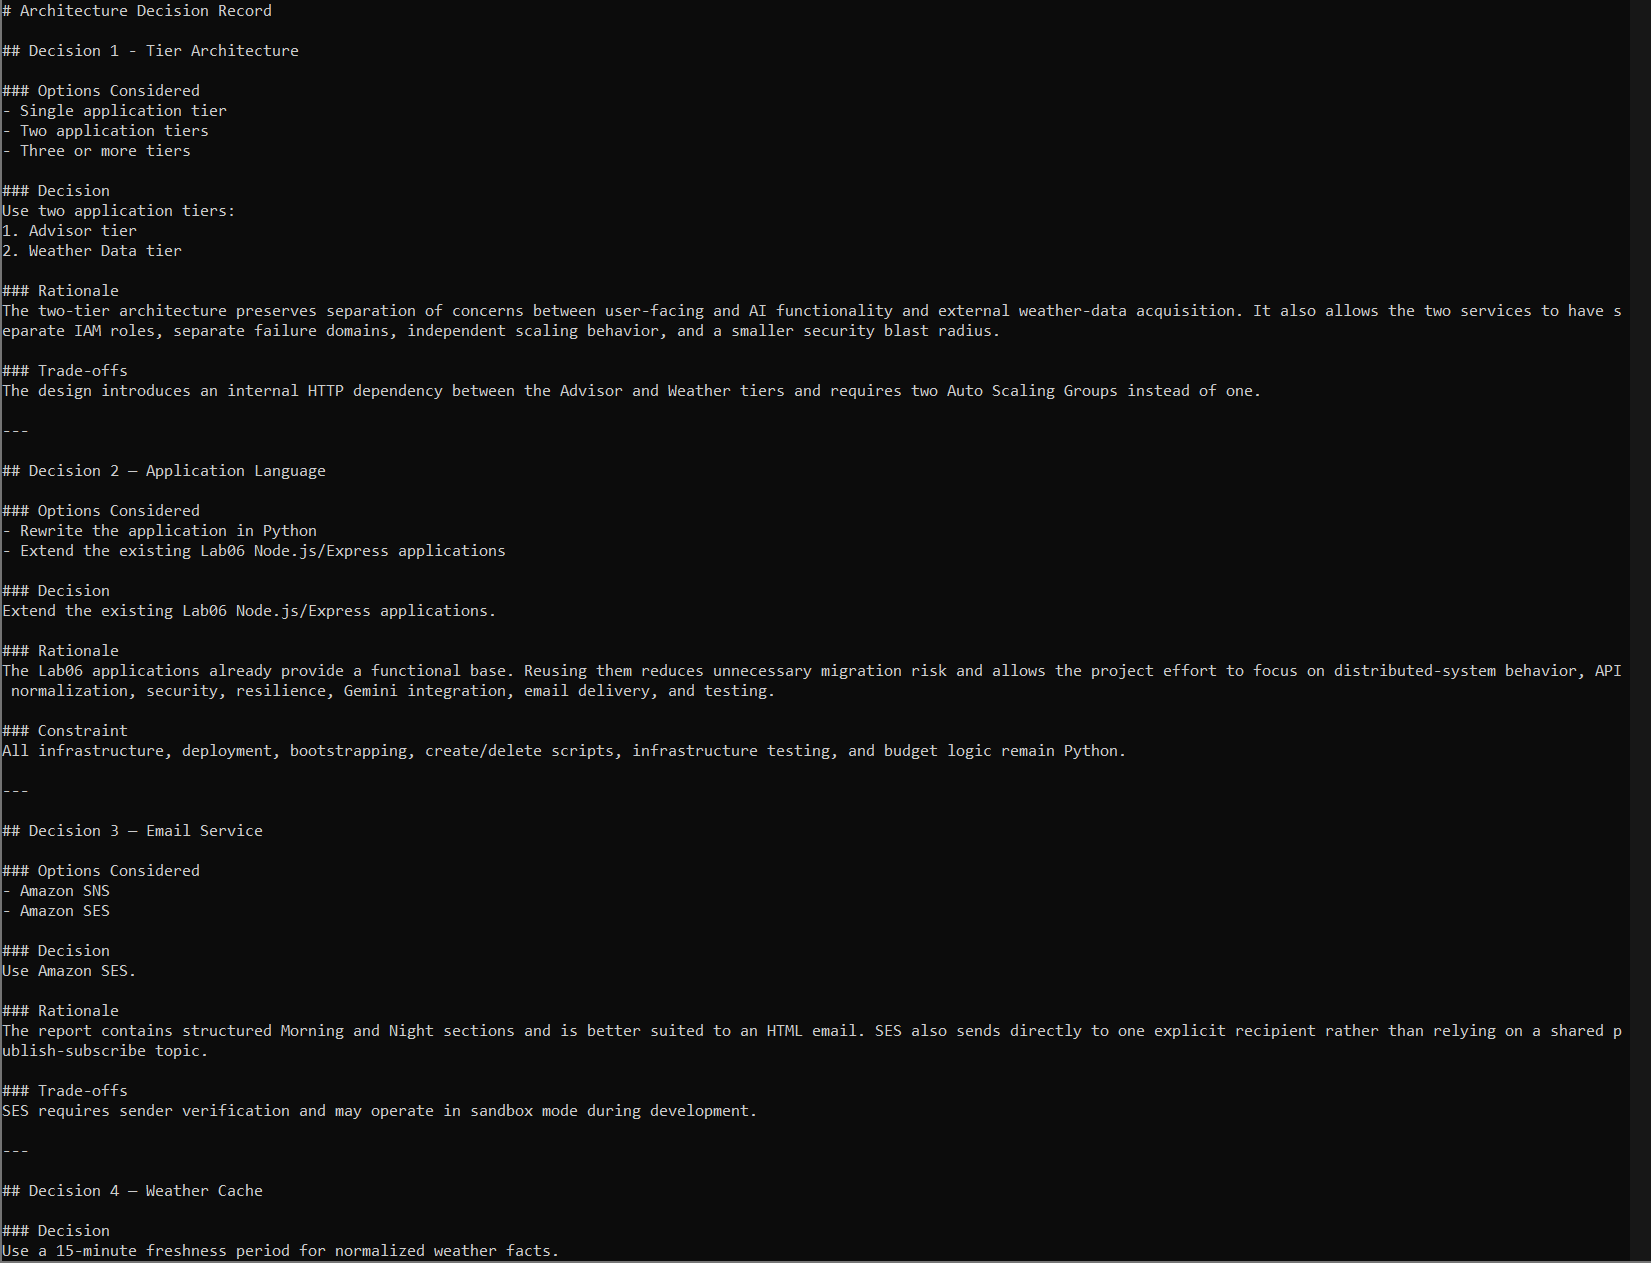 # Architecture Decision Record
## Decision 1 - Tier Architecture
### Options Considered
- Single application tier
- Two application tiers
- Three or more tiers
### Decision
Use two application tiers:
1. Advisor tier
2. Weather Data tier
### Rationale
The two-tier architecture preserves separation of concerns between user-facing and AI functionality and external weather-data acquisition. It also allows the two services to have s
eparate IAM roles, separate failure domains, independent scaling behavior, and a smaller security blast radius.
### Trade-offs
The design introduces an internal HTTP dependency between the Advisor and Weather tiers and requires two Auto Scaling Groups instead of one.
---
## Decision 2 — Application Language
### Options Considered
- Rewrite the application in Python
- Extend the existing Lab06 Node.js/Express applications
### Decision
Extend the existing Lab06 Node.js/Express applications.
### Rationale
The Lab06 applications already provide a functional base. Reusing them reduces unnecessary migration risk and allows the project effort to focus on distributed-system behavior, API
 normalization, security, resilience, Gemini integration, email delivery, and testing.
### Constraint
All infrastructure, deployment, bootstrapping, create/delete scripts, infrastructure testing, and budget logic remain Python.
---
## Decision 3 — Email Service
### Options Considered
- Amazon SNS
- Amazon SES
### Decision
Use Amazon SES.
### Rationale
The report contains structured Morning and Night sections and is better suited to an HTML email. SES also sends directly to one explicit recipient rather than relying on a shared p
ublish-subscribe topic.
### Trade-offs
SES requires sender verification and may operate in sandbox mode during development.
---
## Decision 4 — Weather Cache
### Decision
Use a 15-minute freshness period for normalized weather facts.